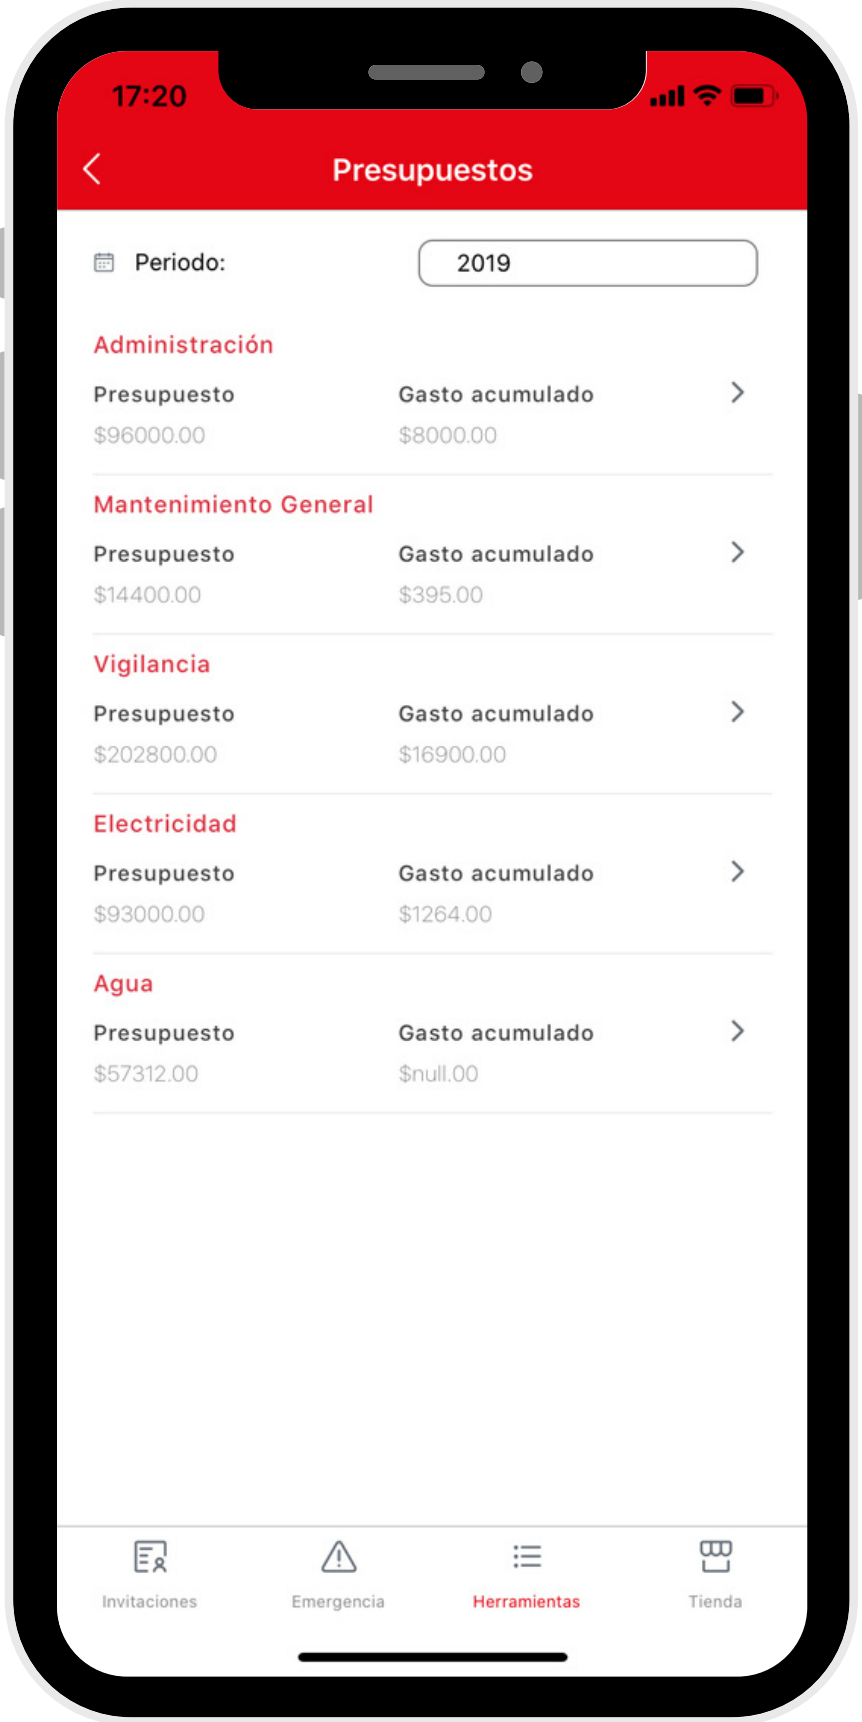 17:20
Presupuestos
Periodo: 2019
Administración
Presupuesto Gasto acumulado
$96000.00 $8000.00
Mantenimiento General
Presupuesto Gasto acumulado
$14400.00 $395.00
Vigilancia
Presupuesto Gasto acumulado
$202800.00 $16900.00
Electricidad
Presupuesto Gasto acumulado
$93000.00 $1264.00
Agua
Presupuesto Gasto acumulado
$57312.00 $null.00
Invitaciones Emergencia Herramientas Tienda